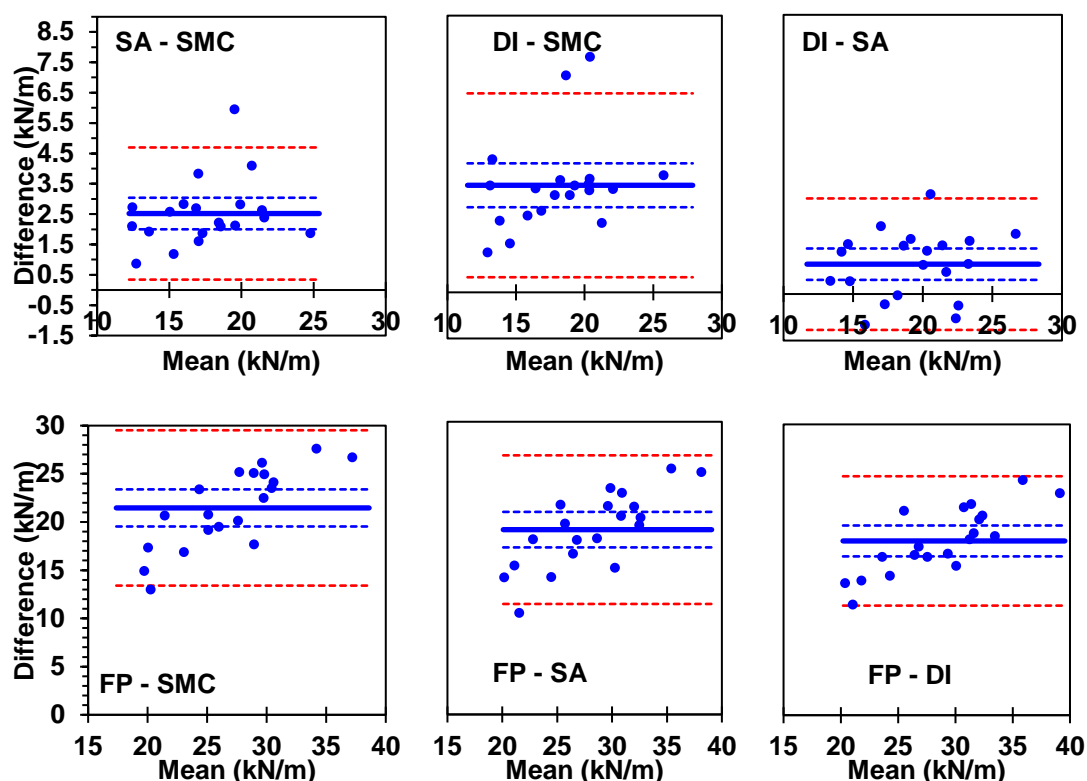 8.5
7.5
6.5
5.5
4.5
3.5
2.5
1.5
0.5
-0.5
-1.5
Difference (kN/m)
SA - SMC
10 15 20 25 30
Mean (kN/m)
DI - SMC
10 15 20 25 30
Mean (kN/m)
DI - SA
10 15 20 25 30
Mean (kN/m)
30
25
20
15
10
5
0
Difference (kN/m)
FP - SMC
15 20 25 30 35 40
Mean (kN/m)
FP - SA
15 20 25 30 35 40
Mean (kN/m)
FP - DI
15 20 25 30 35 40
Mean (kN/m)